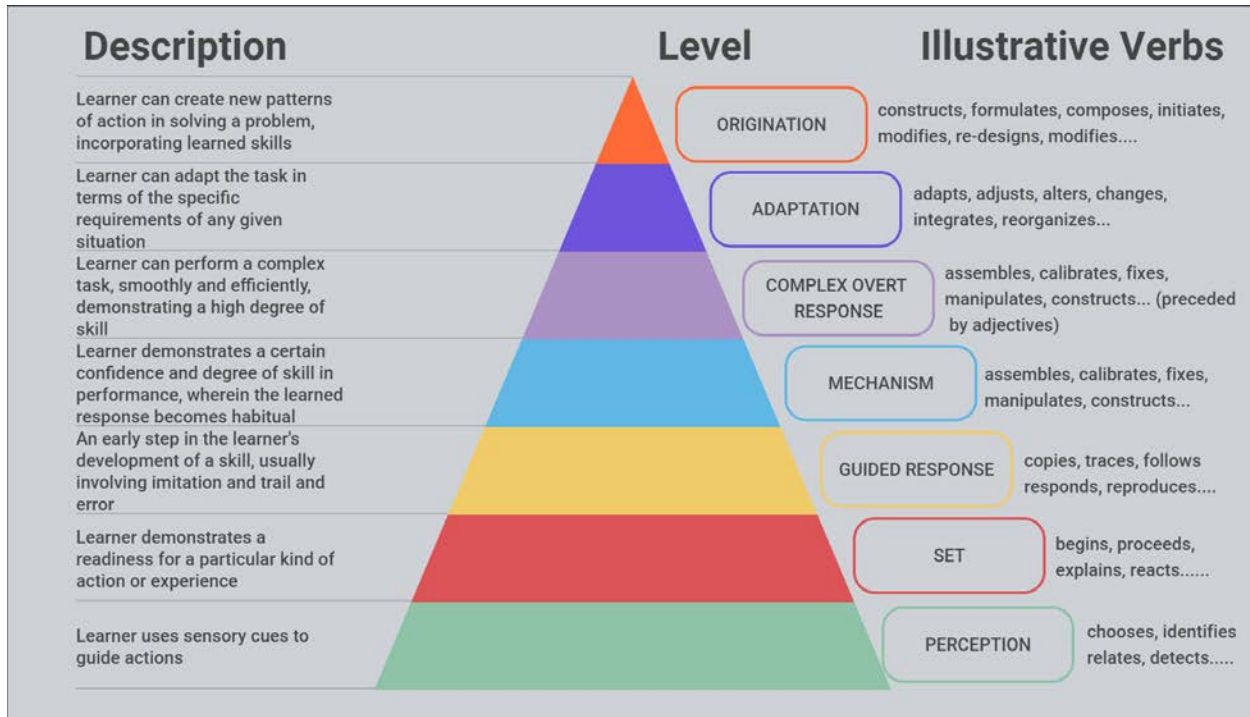 Description Level Illustrative Verbs
Learner can create new patterns
of action in solving a problem,
incorporating learned skills
ORIGINATION
constructs, formulates, composes, initiates,
modifies, re-designs, modifies....
Learner can adapt the task in
terms of the specific
requirements of any given
situation
ADAPTATION
adapts, adjusts, alters, changes,
integrates, reorganizes...
Learner can perform a complex
task, smoothly and efficiently,
demonstrating a high degree of
skill
COMPLEX OVERT
RESPONSE
assembles, calibrates, fixes,
manipulates, constructs... (preceded
by adjectives)
Learner demonstrates a certain
confidence and degree of skill in
performance, wherein the learned
response becomes habitual
MECHANISM
assembles, calibrates, fixes,
manipulates, constructs...
An early step in the learner's
development of a skill, usually
involving imitation and trail and
error
GUIDED RESPONSE
copies, traces, follows
responds, reproduces....
Learner demonstrates a
readiness for a particular kind of
action or experience
SET
begins, proceeds,
explains, reacts......
Learner uses sensory cues to
guide actions
PERCEPTION
chooses, identifies
relates, detects.....